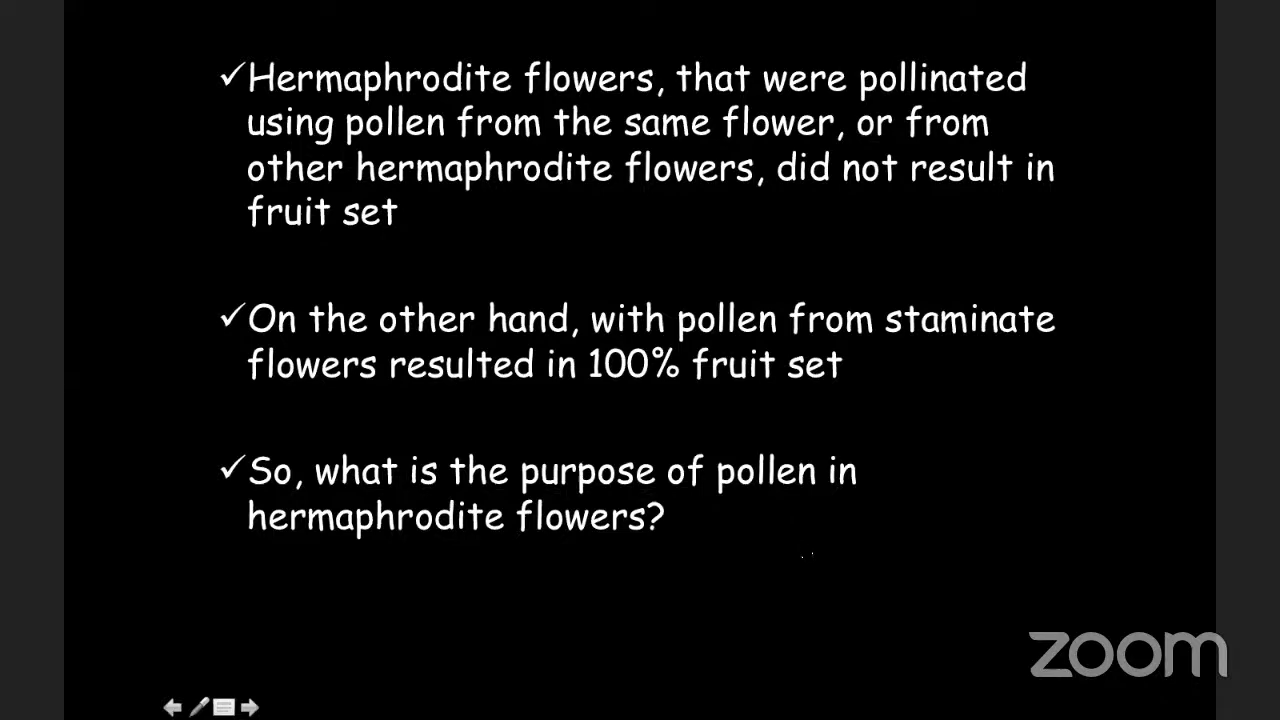 ✓Hermaphrodite flowers, that were pollinated
using pollen from the same flower, or from
other hermaphrodite flowers, did not result in
fruit set
✓On the other hand, with pollen from staminate
flowers resulted in 100% fruit set
✓So, what is the purpose of pollen in
hermaphrodite flowers?
zoom